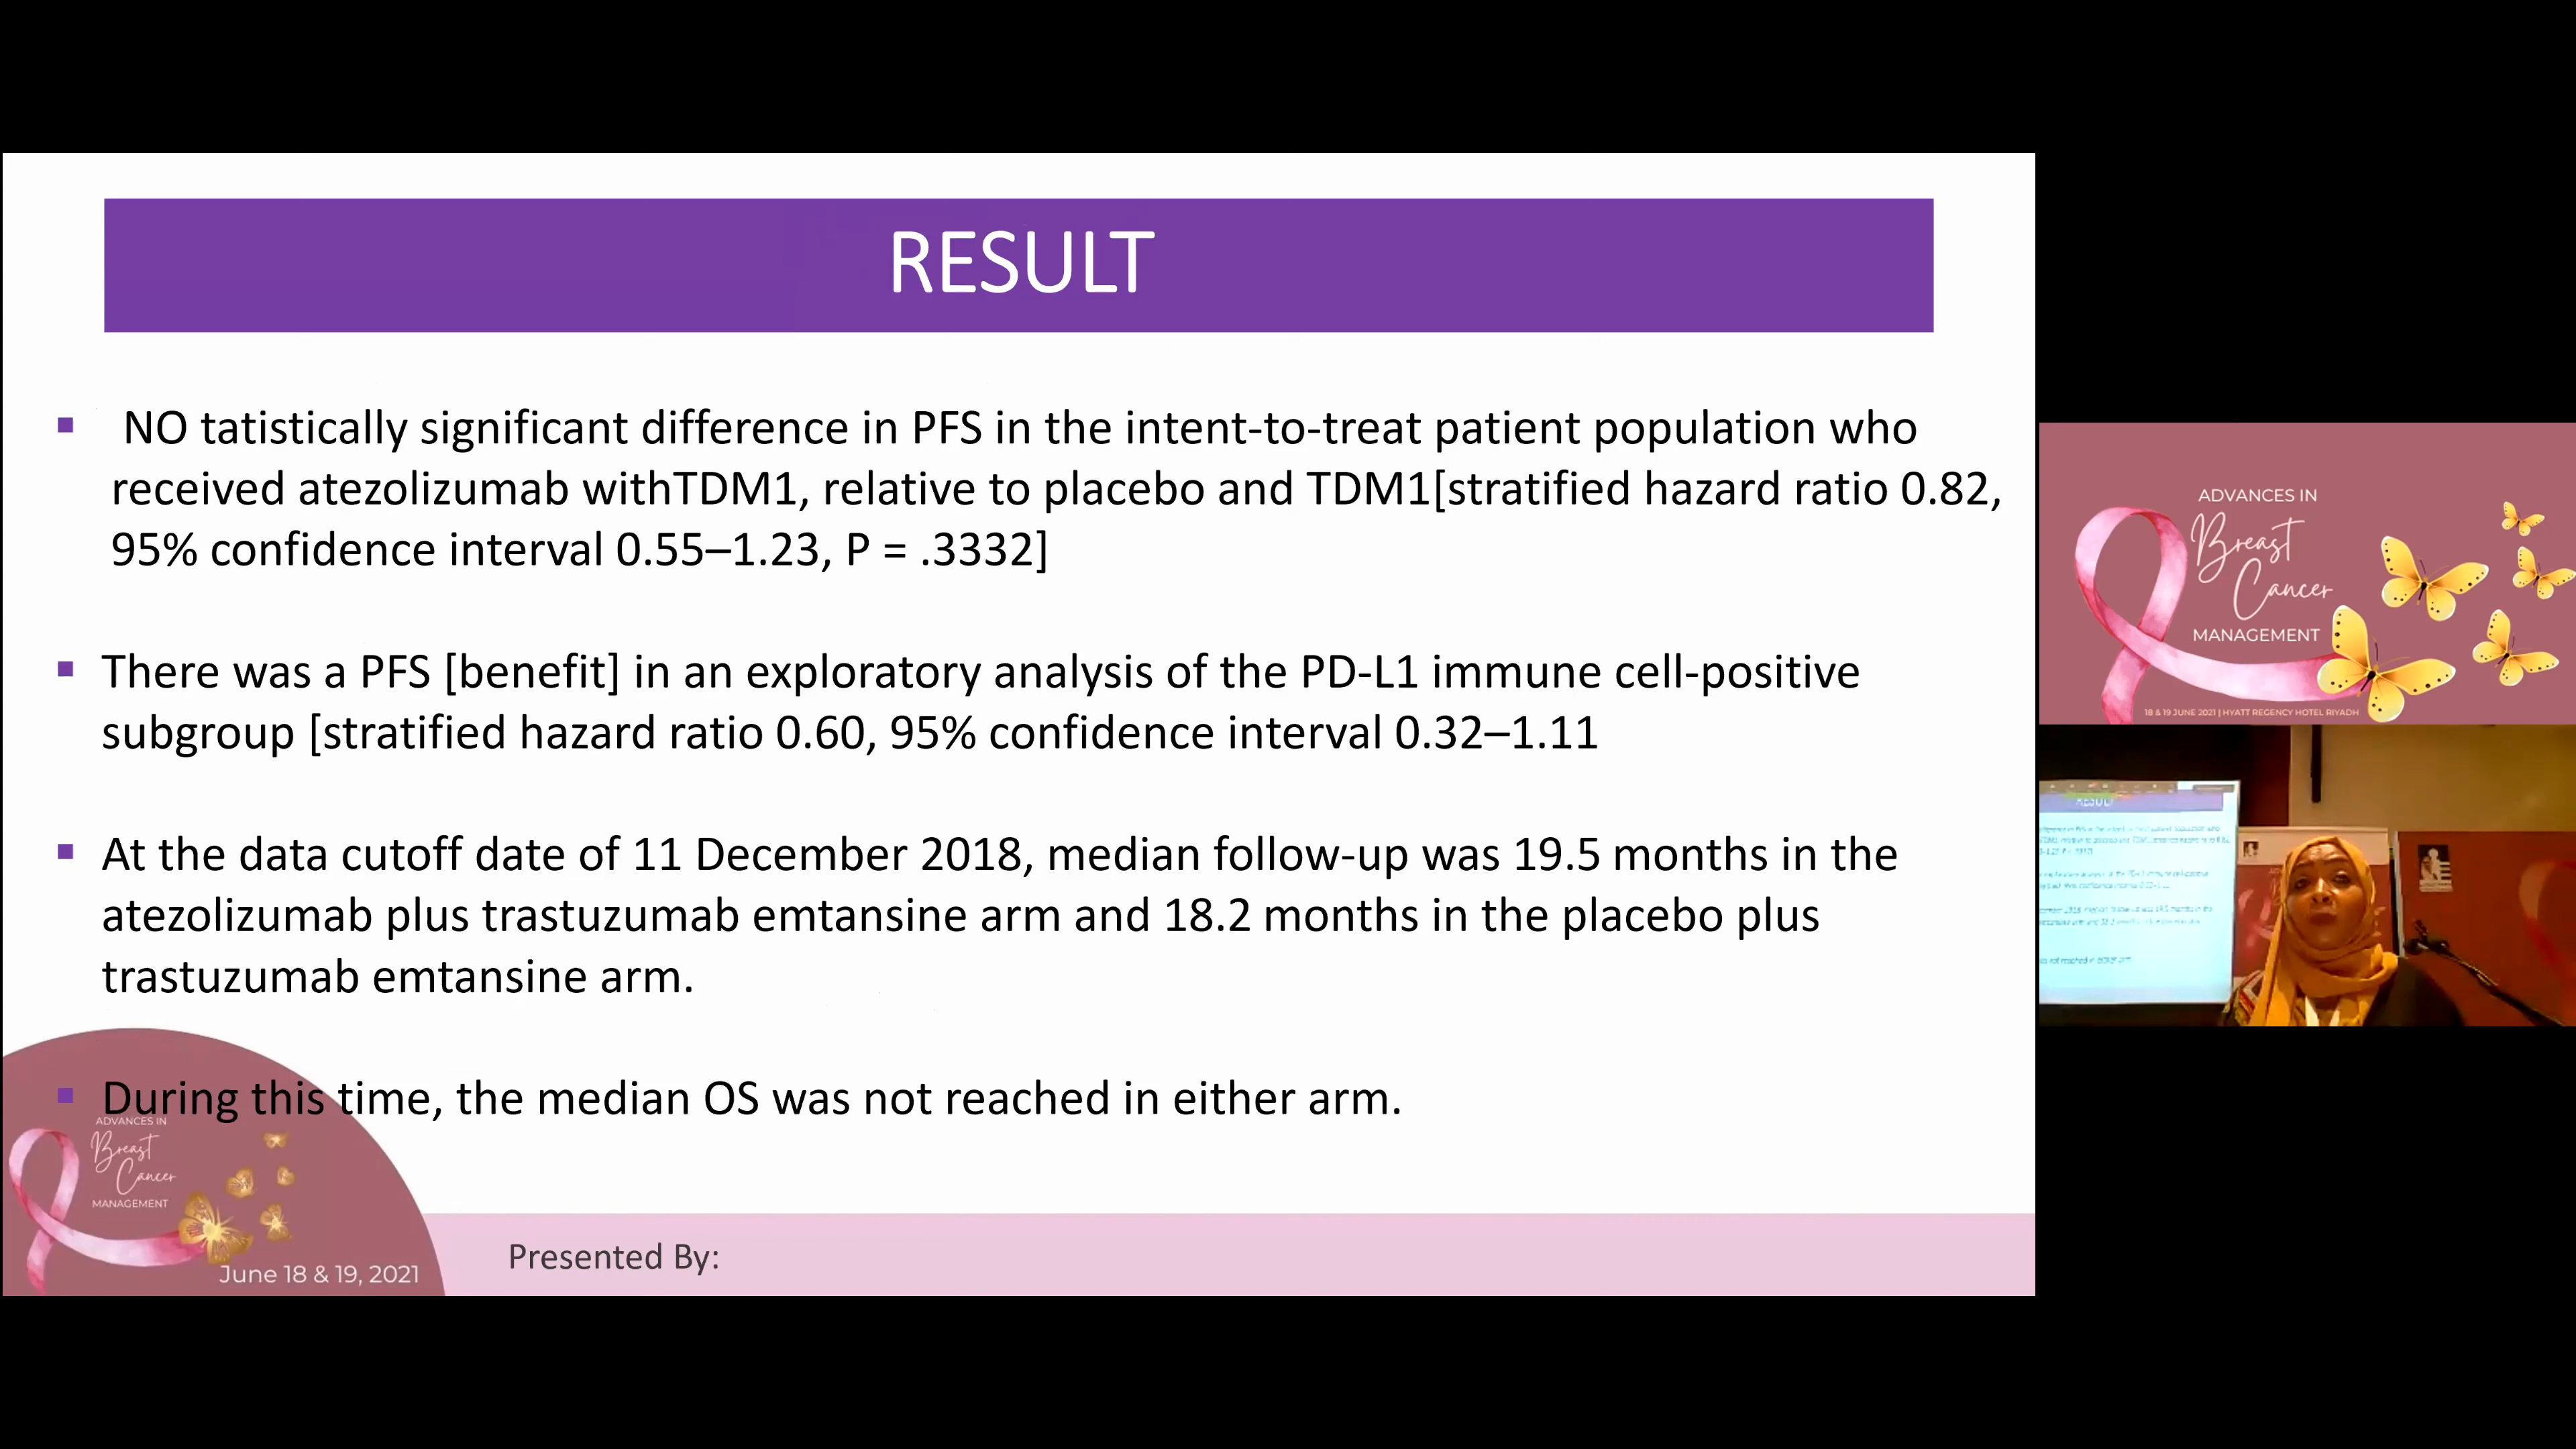 RESULT
NO tatistically significant difference in PFS in the intent-to-treat patient population who
received atezolizumab withTDM1, relative to placebo and TDM1[stratified hazard ratio 0.82,
95% confidence interval 0.55–1.23, P = .3332]
There was a PFS [benefit] in an exploratory analysis of the PD-L1 immune cell-positive
subgroup [stratified hazard ratio 0.60, 95% confidence interval 0.32–1.11
At the data cutoff date of 11 December 2018, median follow-up was 19.5 months in the
atezolizumab plus trastuzumab emtansine arm and 18.2 months in the placebo plus
trastuzumab emtansine arm.
During this time, the median OS was not reached in either arm.
ADVANCES IN
Breast
Cancer
MANAGEMENT
June 18 & 19, 2021
Presented By:
ADVANCES IN
Breast
Cancer
MANAGEMENT
18 & 19 JUNE 2021 | HYATT REGENCY HOTEL RIYADH
RESULT